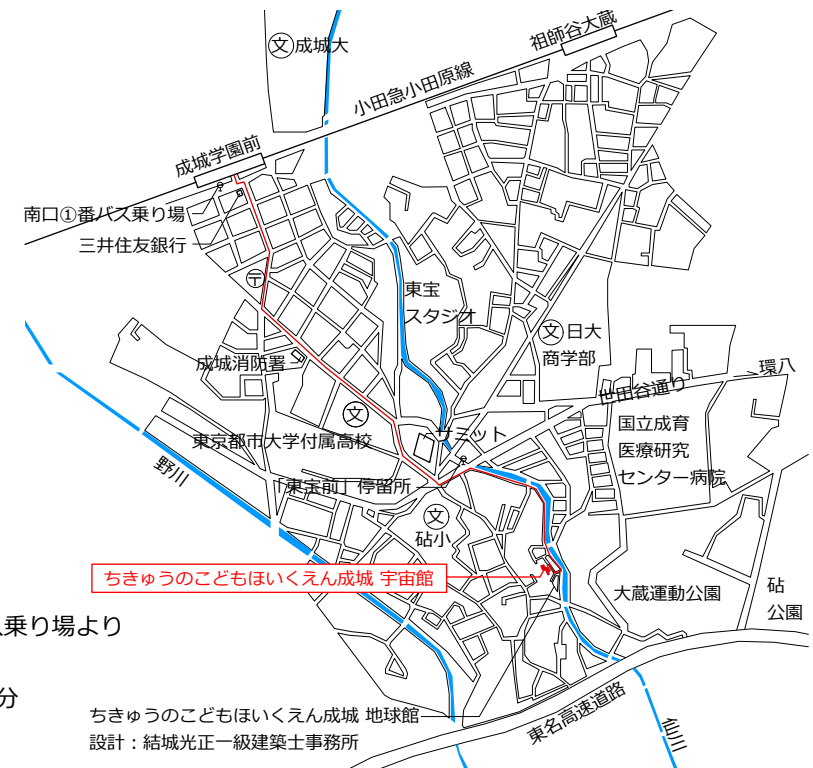 文 成城大
祖師谷大蔵
小田急小田原線
成城学園前
南口①番バス乗り場
三井住友銀行
〒
東宝
スタジオ
文 日大
商学部
成城消防署
環八
世田谷通り
文
東京都市大学付属高校
サミット
国立成育
医療研究
センター病院
野川
「東宝前」停留所
文
砧小
ちきゅうのこどもほいくえん成城 宇宙館
大蔵運動公園
砧
公園
乗り場より
分
ちきゅうのこどもほいくえん成城 地球館
設計：結城光正一級建築士事務所
東名高速道路
仙川